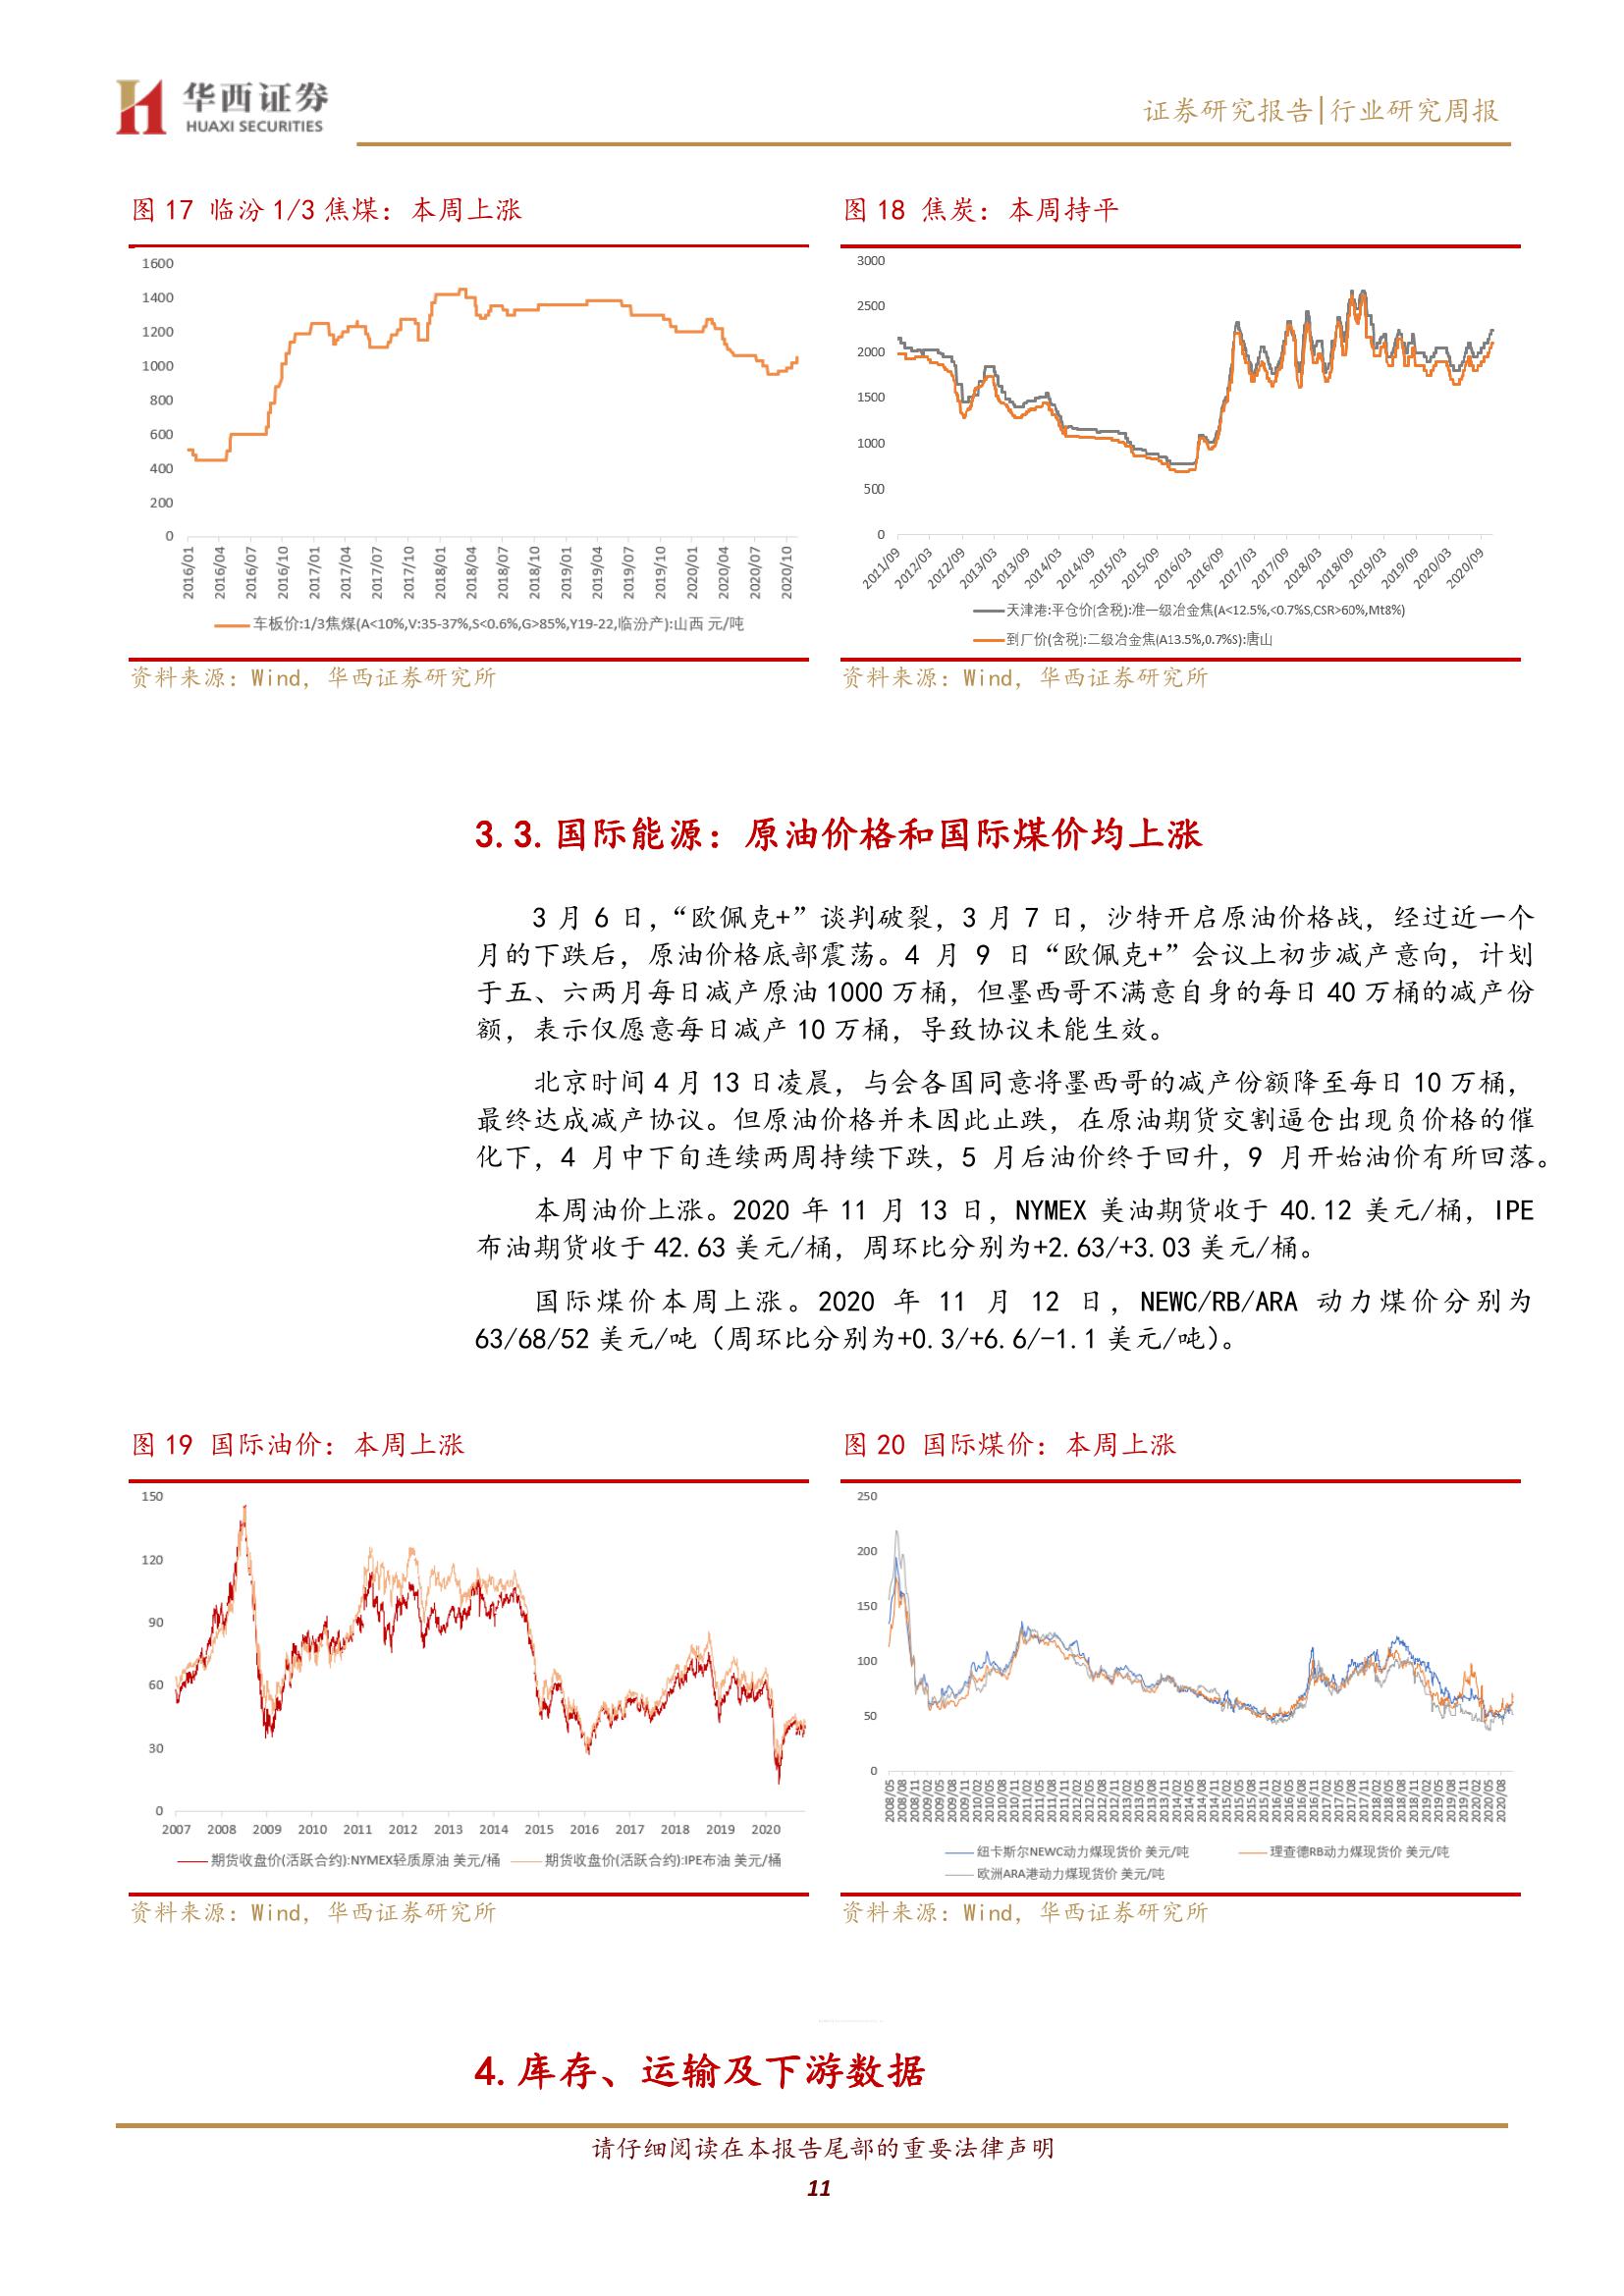 华西证券
HUAXI SECURITIES
证券研究报告|行业研究周报
图 17 临汾 1/3 焦煤：本周上涨
1600
1400
1200
1000
800
600
400
200
0
2016/01 2016/04 2016/07 2016/10 2017/01 2017/04 2017/07 2017/10 2018/01 2018/04 2018/07 2018/10 2019/01 2019/04 2019/07 2019/10 2020/01 2020/04 2020/07 2020/10
车板价:1/3焦煤(A<10%,V:35-37%,S<0.6%,G>85%,Y19-22,临汾产):山西 元/吨
资料来源：Wind，华西证券研究所
图 18 焦炭：本周持平
3000
2500
2000
1500
1000
500
0
2011/09 2012/03 2012/09 2013/03 2013/09 2014/03 2014/09 2015/03 2015/09 2016/03 2016/09 2017/03 2017/09 2018/03 2018/09 2019/03 2019/09 2020/03 2020/09
天津港:平仓价(含税):准一级冶金焦(A<12.5%,<0.7%S,CSR>60%,Mt8%)
到厂价(含税):二级冶金焦(A13.5%,0.7%S):唐山
资料来源：Wind，华西证券研究所
3.3.国际能源：原油价格和国际煤价均上涨
3 月 6 日，“欧佩克+”谈判破裂，3 月 7 日，沙特开启原油价格战，经过近一个
月的下跌后，原油价格底部震荡。4 月 9 日“欧佩克+”会议上初步减产意向，计划
于五、六两月每日减产原油 1000 万桶，但墨西哥不满意自身的每日 40 万桶的减产份
额，表示仅愿意每日减产 10 万桶，导致协议未能生效。
北京时间 4 月 13 日凌晨，与会各国同意将墨西哥的减产份额降至每日 10 万桶，
最终达成减产协议。但原油价格并未因此止跌，在原油期货交割逼仓出现负价格的催
化下，4 月中下旬连续两周持续下跌，5 月后油价终于回升，9 月开始油价有所回落。
本周油价上涨。2020 年 11 月 13 日，NYMEX 美油期货收于 40.12 美元/桶，IPE
布油期货收于 42.63 美元/桶，周环比分别为+2.63/+3.03 美元/桶。
国际煤价本周上涨。2020 年 11 月 12 日，NEWC/RB/ARA 动力煤价分别为
63/68/52 美元/吨（周环比分别为+0.3/+6.6/-1.1 美元/吨）。
图 19 国际油价：本周上涨
150
120
90
60
30
0
2007 2008 2009 2010 2011 2012 2013 2014 2015 2016 2017 2018 2019 2020
期货收盘价(活跃合约):NYMEX轻质原油 美元/桶 期货收盘价(活跃合约):IPE布油 美元/桶
资料来源：Wind，华西证券研究所
图 20 国际煤价：本周上涨
250
200
150
100
50
0
2008/05 2008/08 2008/11 2009/02 2009/05 2009/08 2009/11 2010/02 2010/05 2010/08 2010/11 2011/02 2011/05 2011/08 2011/11 2012/02 2012/05 2012/08 2012/11 2013/02 2013/05 2013/08 2013/11 2014/02 2014/05 2014/08 2014/11 2015/02 2015/05 2015/08 2015/11 2016/02 2016/05 2016/08 2016/11 2017/02 2017/05 2017/08 2017/11 2018/02 2018/05 2018/08 2018/11 2019/02 2019/05 2019/08 2019/11 2020/02 2020/05 2020/08
纽卡斯尔NEWC动力煤现货价 美元/吨 理查德RB动力煤现货价 美元/吨
欧洲ARA港动力煤现货价 美元/吨
资料来源：Wind，华西证券研究所
4.库存、运输及下游数据
请仔细阅读在本报告尾部的重要法律声明
11